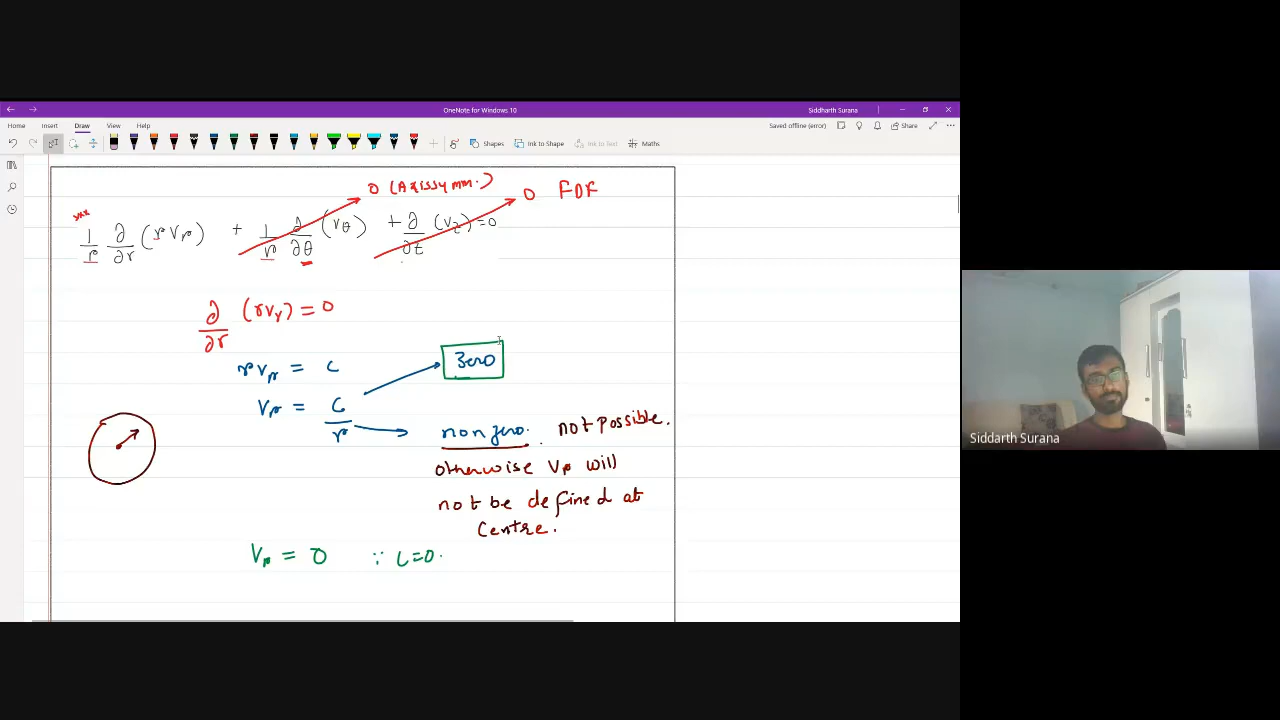 OneNote for Windows 10
Siddharth Surana
Home Insert Draw View Help
Saved offline (error)
Share
Shapes
Ink to Shape
Ink to Text
Maths
0 (Axissymm.)
0 FDF
1/r ∂/∂r (r Vr) + 1/r ∂/∂θ (Vθ) + ∂/∂z (Vz) = 0
∂/∂r (rVr) = 0
rVr = C
Zero
Vr = C/r
nonzero. not possible.
otherwise Vr will
not be defined at
Centre.
Vr = 0 ∵ C=0.
Siddarth Surana